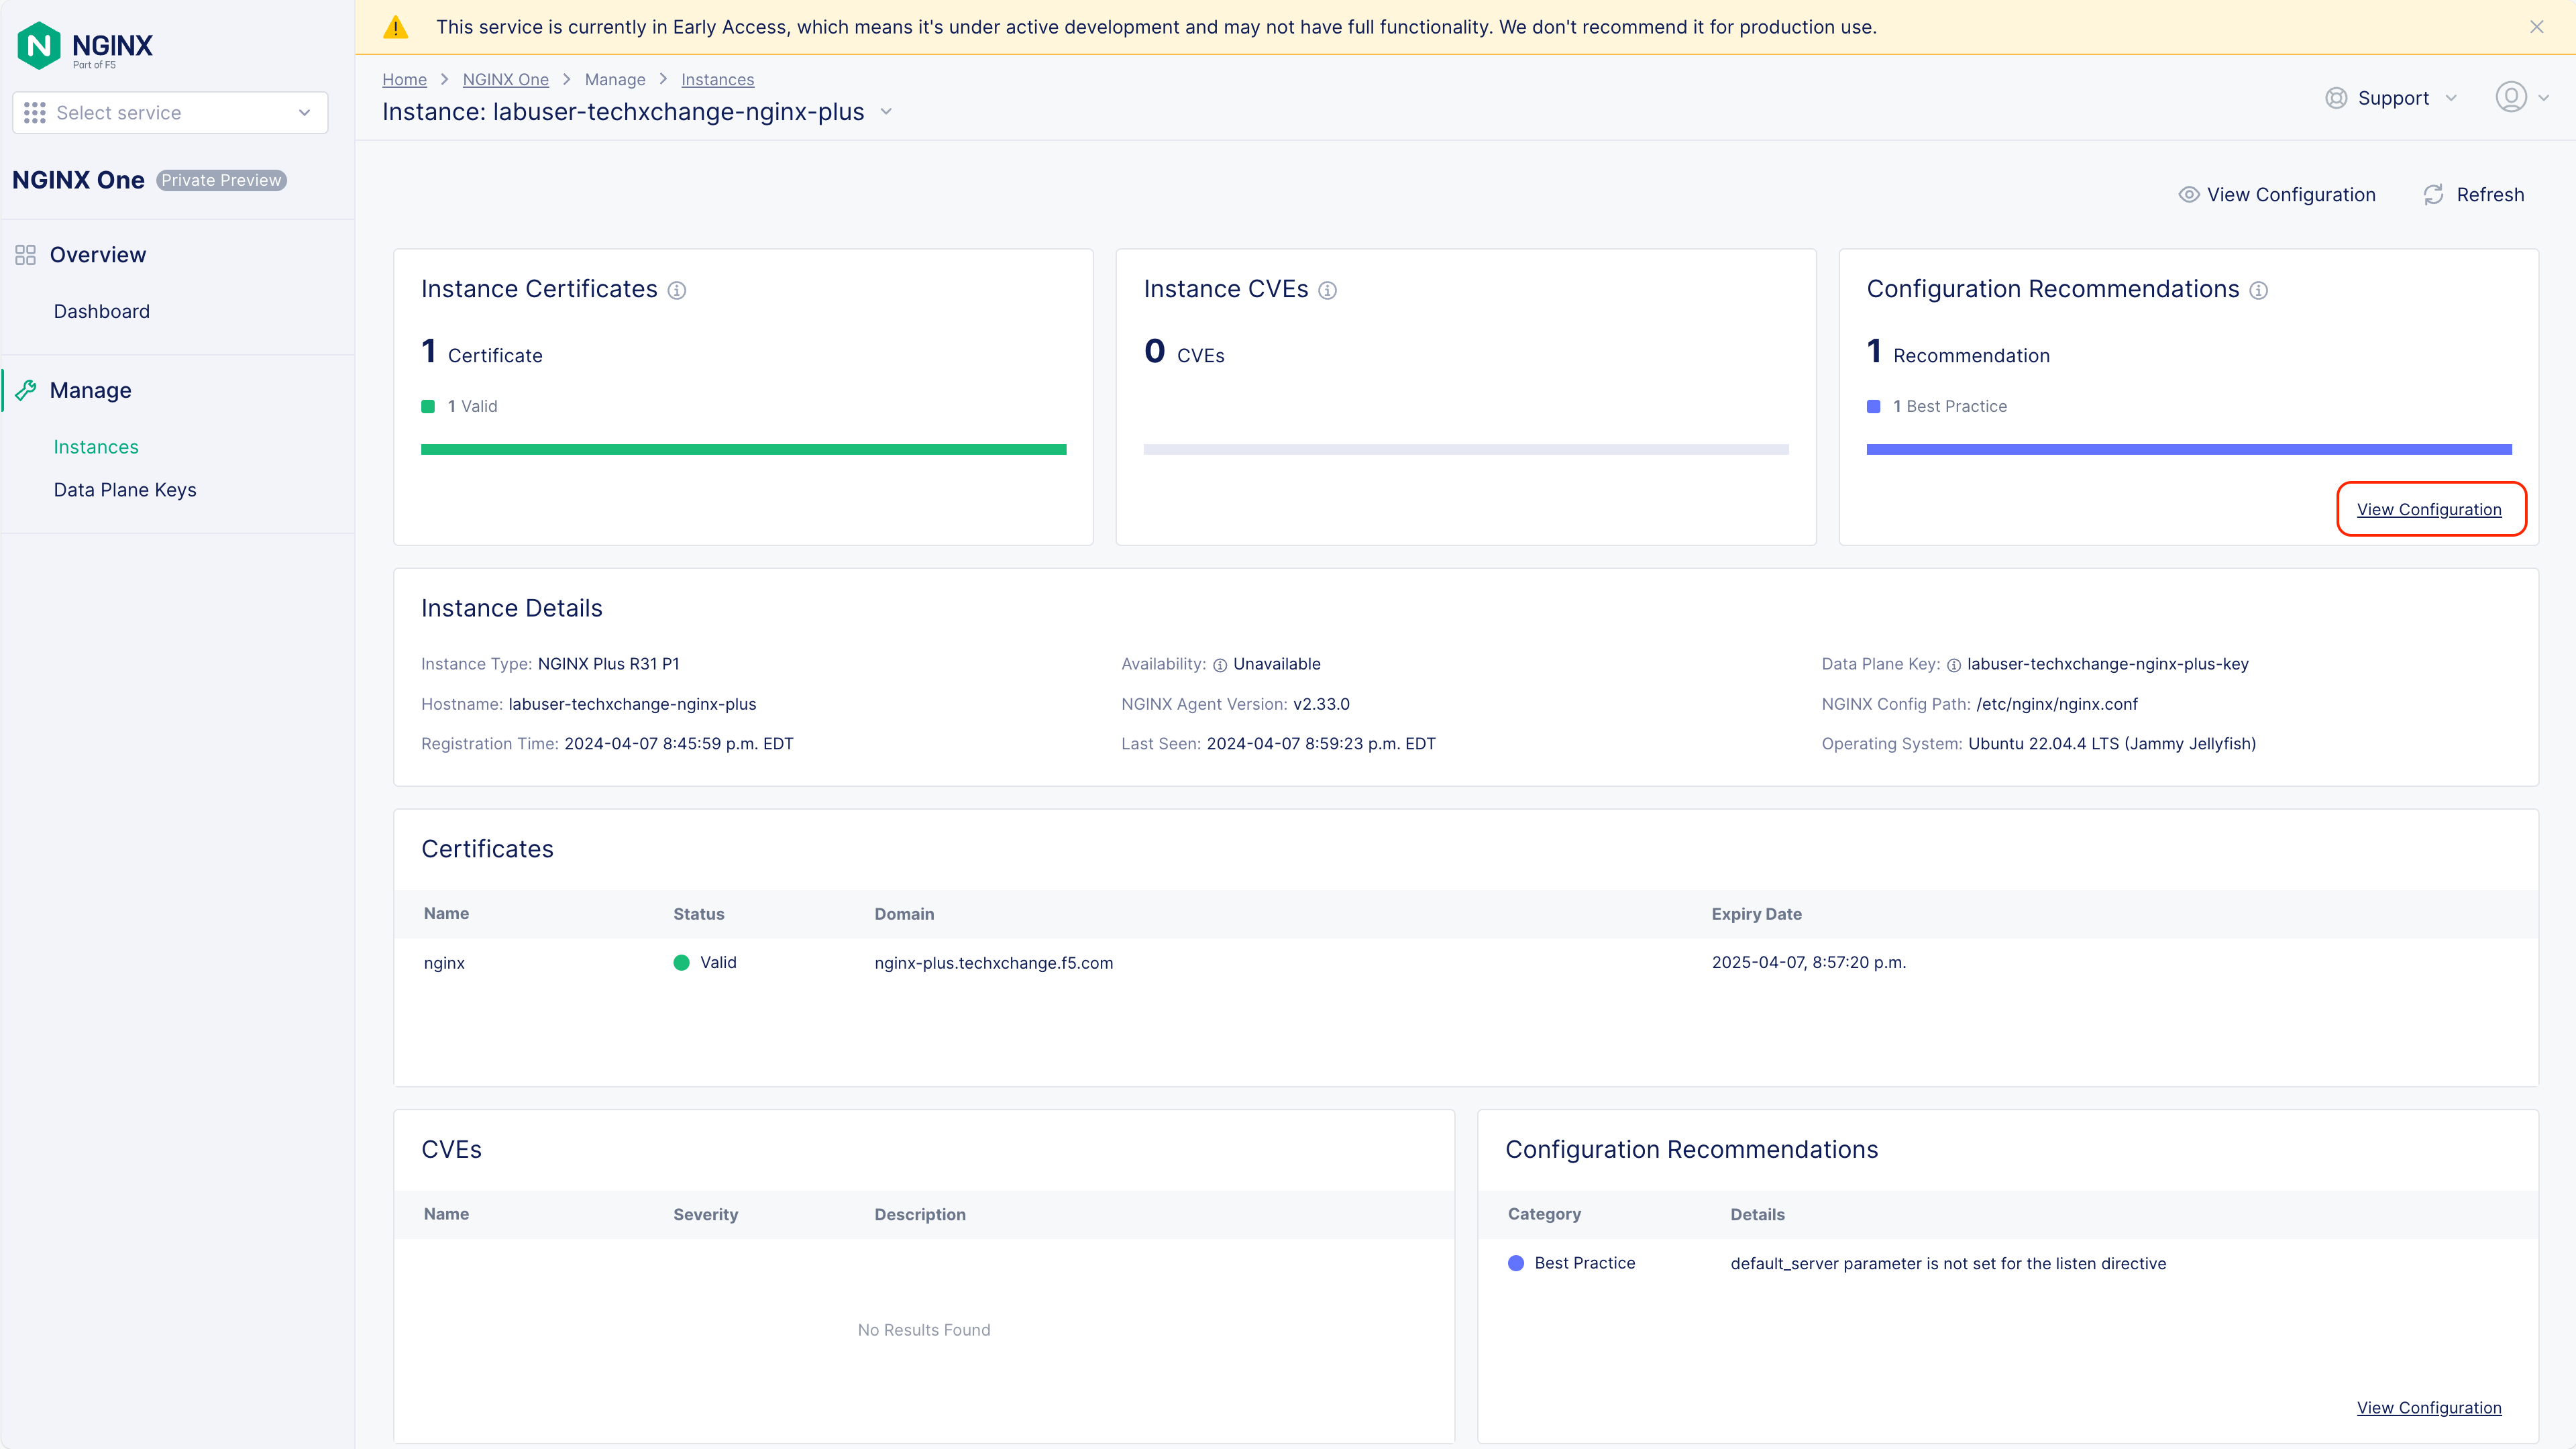 This service is currently in Early Access, which means it's under active development and may not have full functionality. We don't recommend it for production use.
NGINX
Part of F5
Select service
NGINX One Private Preview
Overview
Dashboard
Manage
Instances
Data Plane Keys
Home > NGINX One > Manage > Instances
Instance: labuser-techxchange-nginx-plus
Support
View Configuration
Refresh
Instance Certificates
1 Certificate
1 Valid
Instance CVEs
0 CVEs
Configuration Recommendations
1 Recommendation
1 Best Practice
View Configuration
Instance Details
Instance Type: NGINX Plus R31 P1
Availability: Unavailable
Data Plane Key: labuser-techxchange-nginx-plus-key
Hostname: labuser-techxchange-nginx-plus
NGINX Agent Version: v2.33.0
NGINX Config Path: /etc/nginx/nginx.conf
Registration Time: 2024-04-07 8:45:59 p.m. EDT
Last Seen: 2024-04-07 8:59:23 p.m. EDT
Operating System: Ubuntu 22.04.4 LTS (Jammy Jellyfish)
Certificates
Name Status Domain Expiry Date
nginx Valid nginx-plus.techxchange.f5.com 2025-04-07, 8:57:20 p.m.
CVEs
Name Severity Description
No Results Found
Configuration Recommendations
Category Details
Best Practice default_server parameter is not set for the listen directive
View Configuration